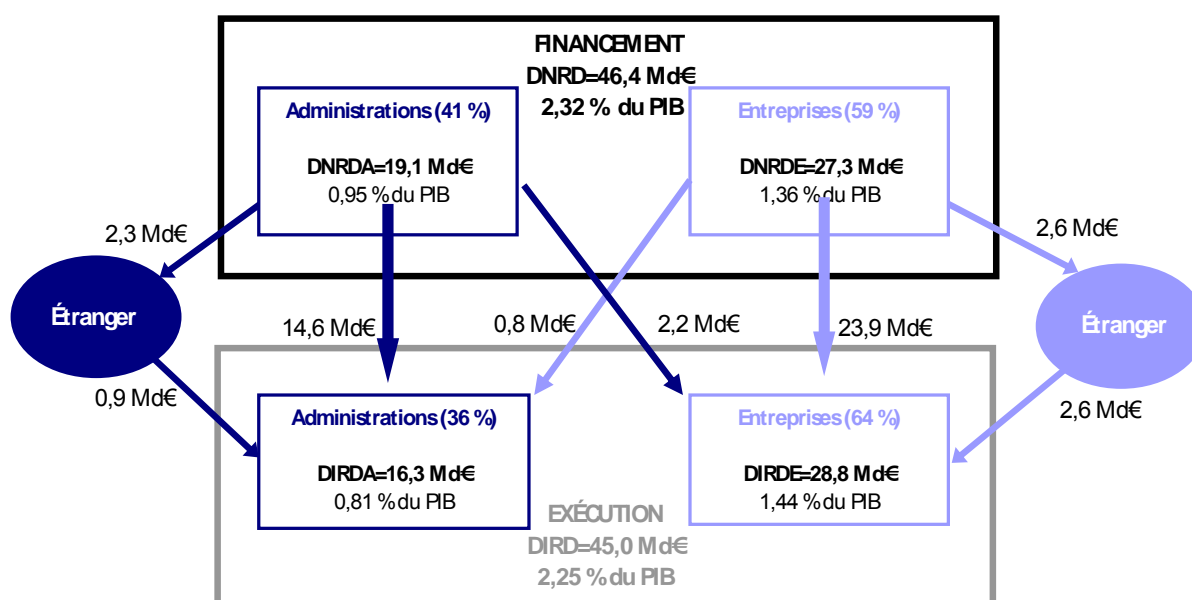 FINANCEMENT
DNRD=46,4 Md€
2,32 % du PIB
Administrations (41 %)
DNRDA=19,1 Md€
0,95 % du PIB
Entreprises (59 %)
DNRDE=27,3 Md€
1,36 % du PIB
2,3 Md€
2,6 Md€
Étranger
Étranger
14,6 Md€
0,8 Md€
2,2 Md€
23,9 Md€
0,9 Md€
2,6 Md€
Administrations (36 %)
DIRDA=16,3 Md€
0,81 % du PIB
Entreprises (64 %)
DIRDE=28,8 Md€
1,44 % du PIB
EXÉCUTION
DIRD=45,0 Md€
2,25 % du PIB